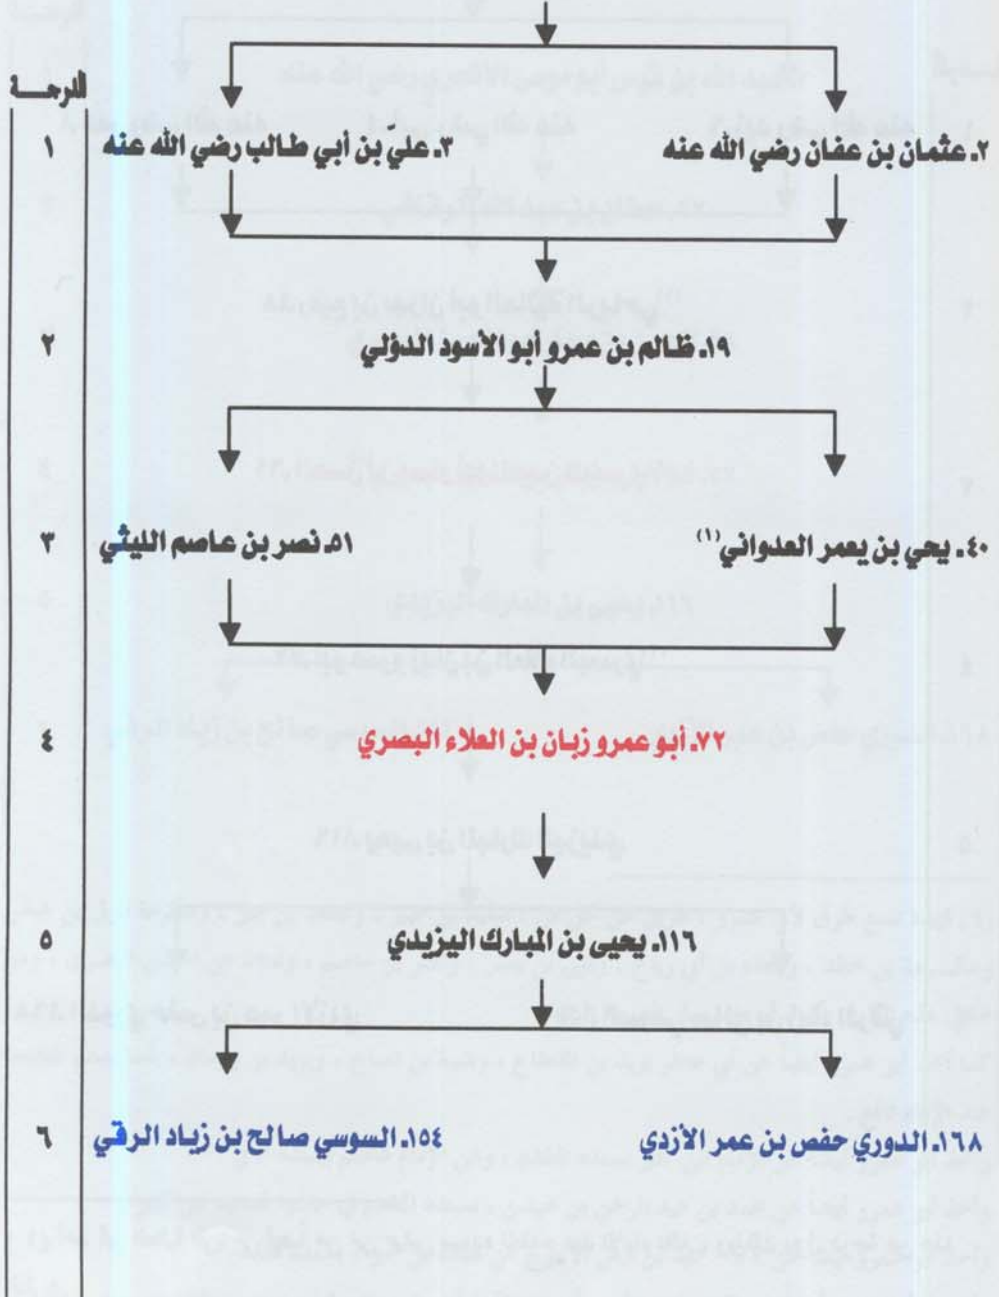 الدرجــة
٢. عثمان بن عفان رضي الله عنه
٣. عليّ بن أبي طالب رضي الله عنه
١
١٩. ظالم بن عمرو أبو الأسود الدؤلي
٢
٤٠. يحي بن يعمر العدواني(١)
٥١. نصر بن عاصم الليثي
٣
٧٢. أبو عمرو زبان بن العلاء البصري
٤
١١٦. يحيى بن المبارك اليزيدي
٥
١٦٨. الدوري حفص بن عمر الأزدي
١٥٤. السوسي صالح بن زياد الرقي
٦